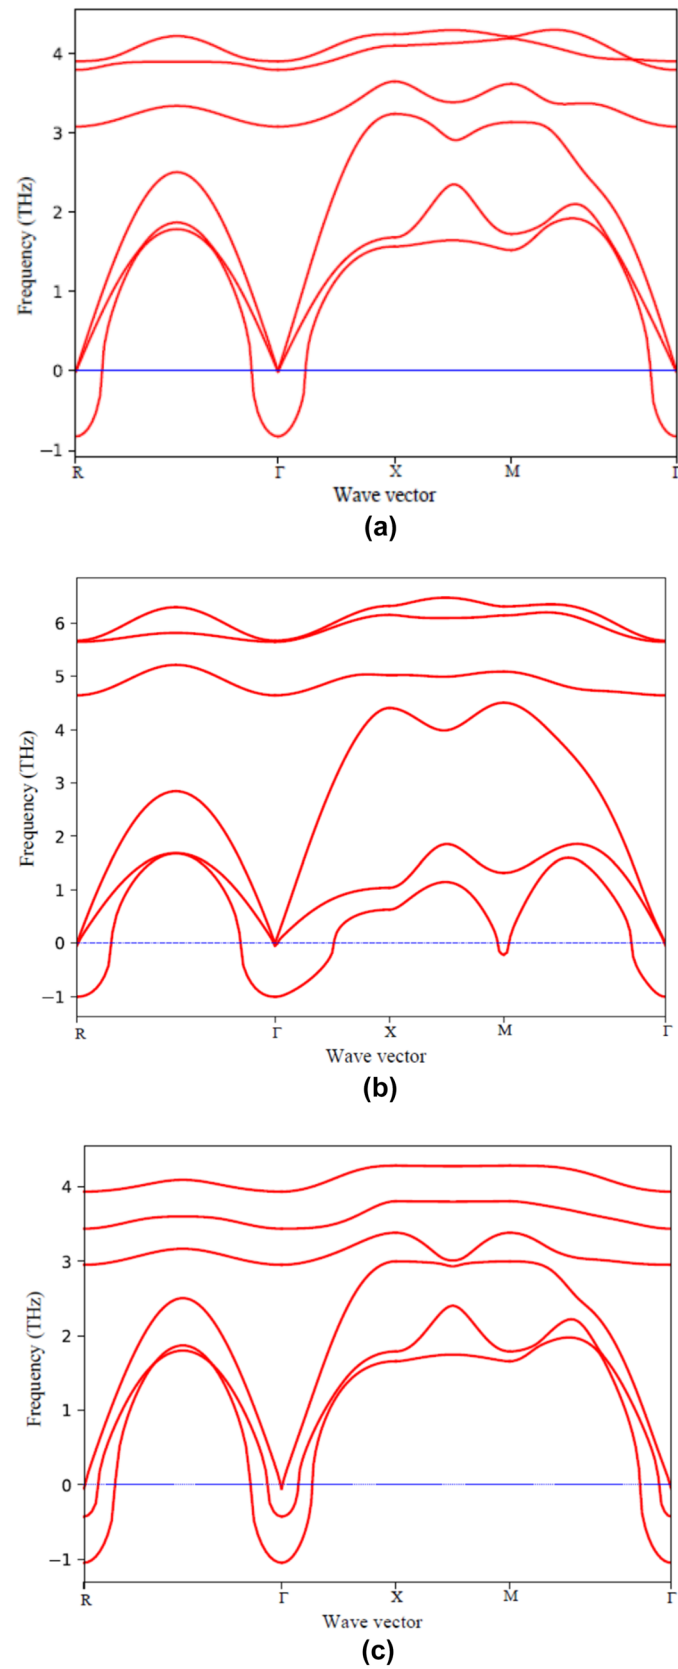 4
3
2
1
0
−1
Frequency (THz)
R Γ X M Γ
Wave vector
(a)
6
5
4
3
2
1
0
−1
Frequency (THz)
R Γ X M Γ
Wave vector
(b)
4
3
2
1
0
−1
Frequency (THz)
R Γ X M Γ
Wave vector
(c)